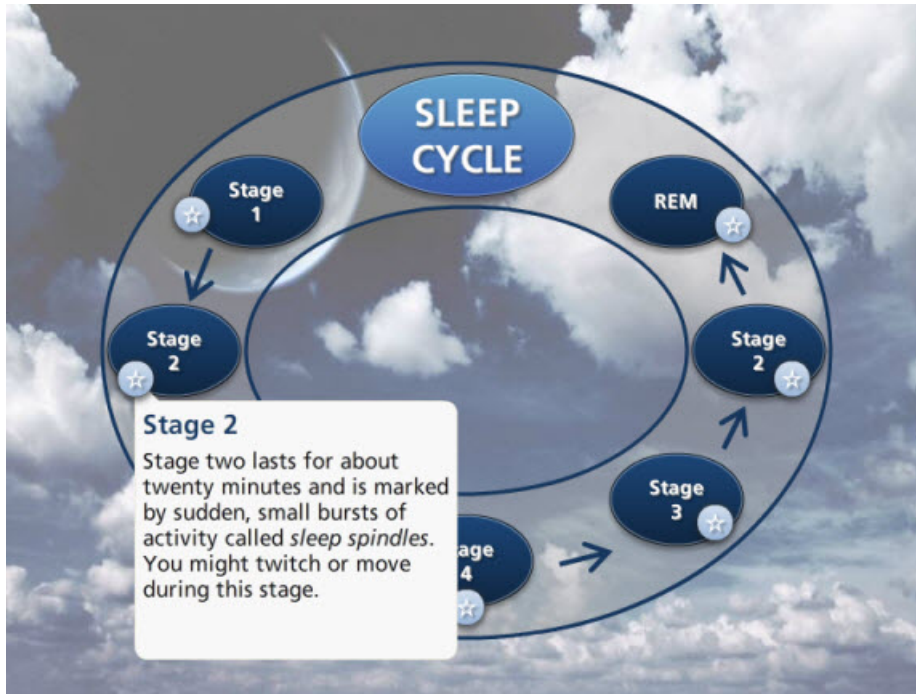 SLEEP
CYCLE
Stage
1
REM
Stage
2
Stage
2
Stage 2
Stage two lasts for about
twenty minutes and is marked
by sudden, small bursts of
activity called sleep spindles.
You might twitch or move
during this stage.
Stage
3
age
4